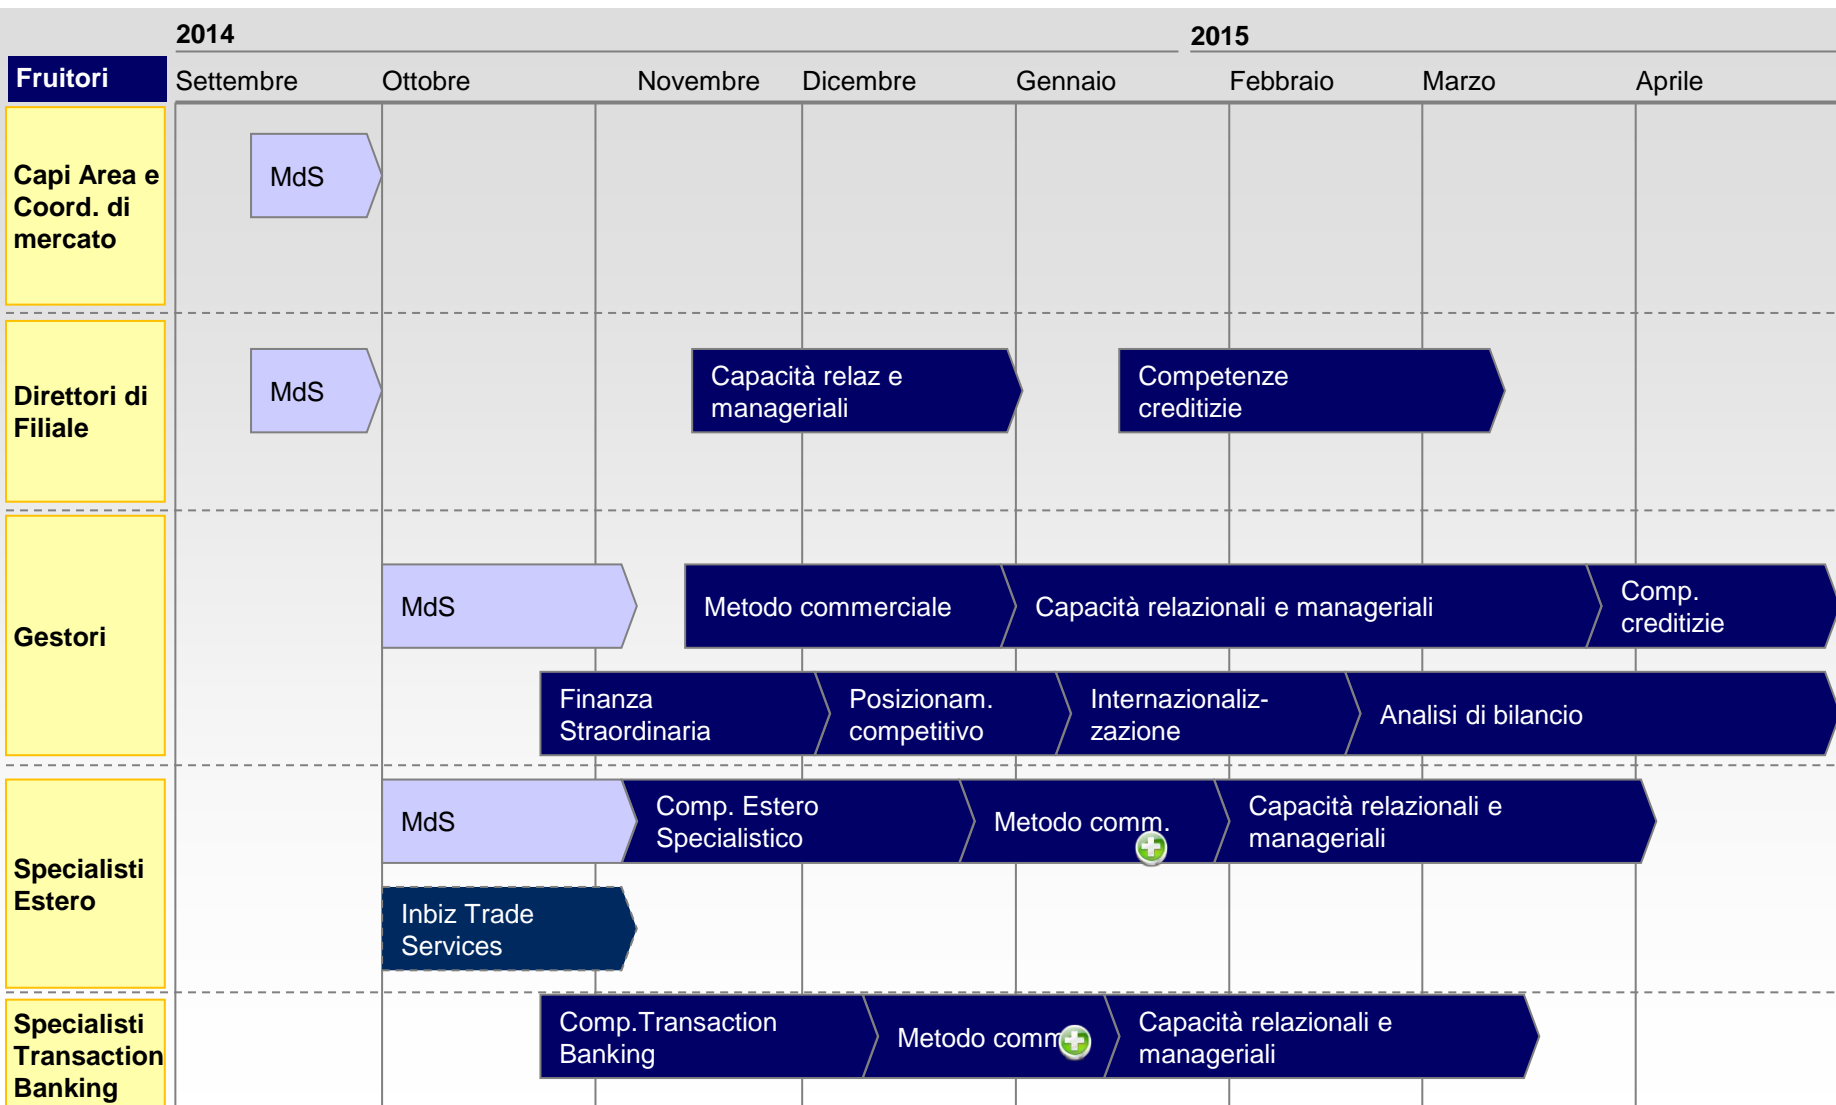 2014
2015
Fruitori
Settembre
Ottobre
Novembre
Dicembre
Gennaio
Febbraio
Marzo
Aprile
Capi Area e
Coord. di
mercato
MdS
Direttori di
Filiale
MdS
Capacità relaz e
manageriali
Competenze
creditizie
Gestori
MdS
Metodo commerciale
Capacità relazionali e manageriali
Comp.
creditizie
Finanza
Straordinaria
Posizionam.
competitivo
Internazionaliz-
zazione
Analisi di bilancio
Specialisti
Estero
MdS
Comp. Estero
Specialistico
Metodo comm.
Capacità relazionali e
manageriali
Inbiz Trade
Services
Specialisti
Transaction
Banking
Comp.Transaction
Banking
Metodo comm
Capacità relazionali e
manageriali